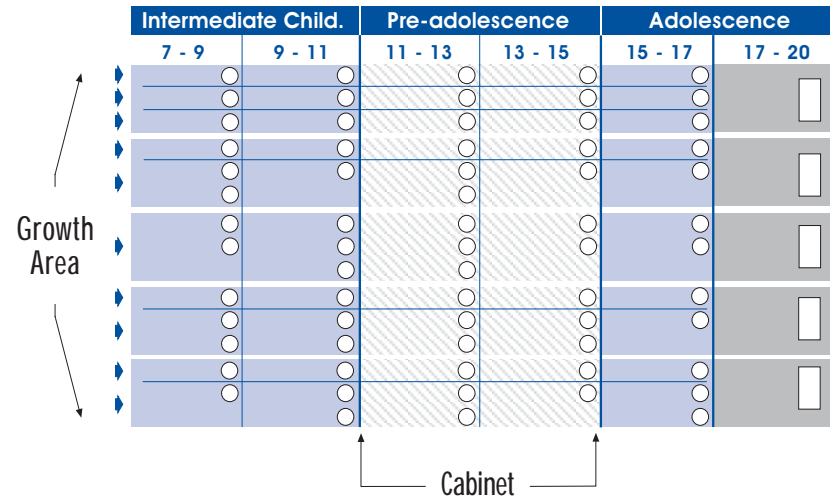 Intermediate Child. Pre-adolescence Adolescence
7 - 9 9 - 11 11 - 13 13 - 15 15 - 17 17 - 20
Growth
Area
Cabinet